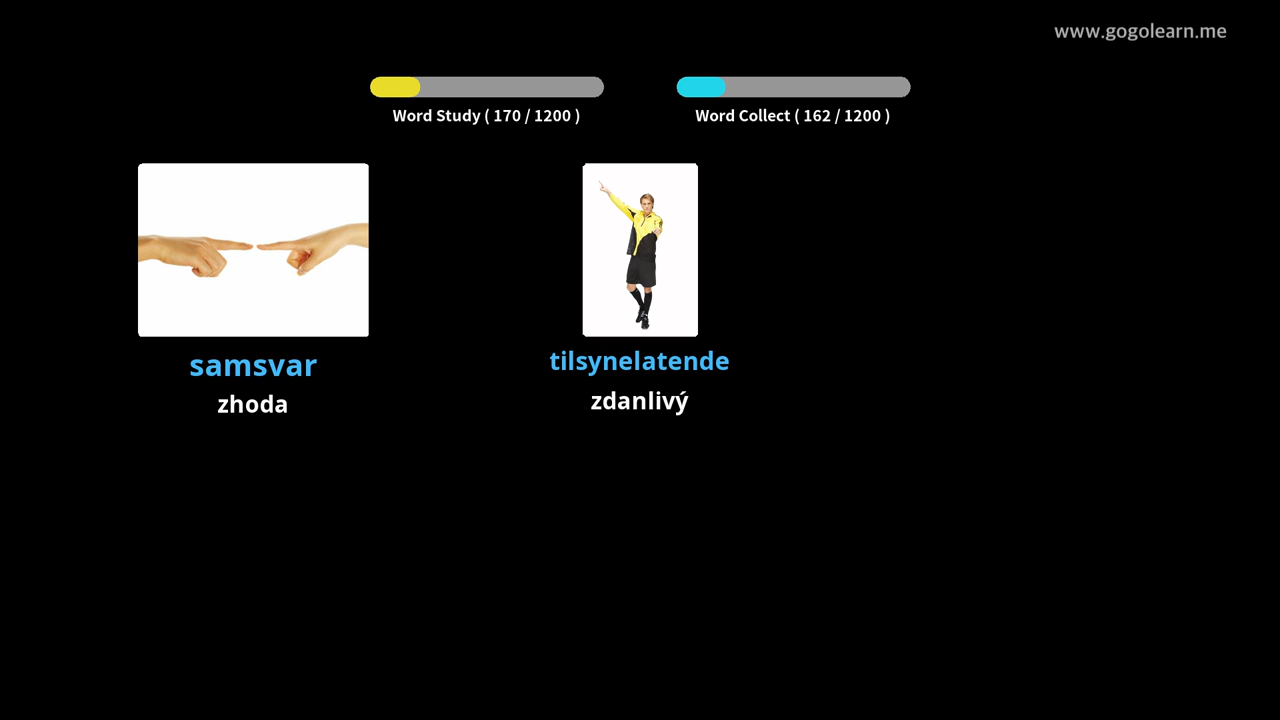 www.gogolearn.me
Word Study ( 170 / 1200 )
Word Collect ( 162 / 1200 )
samsvar
zhoda
tilsynelatende
zdanlivý